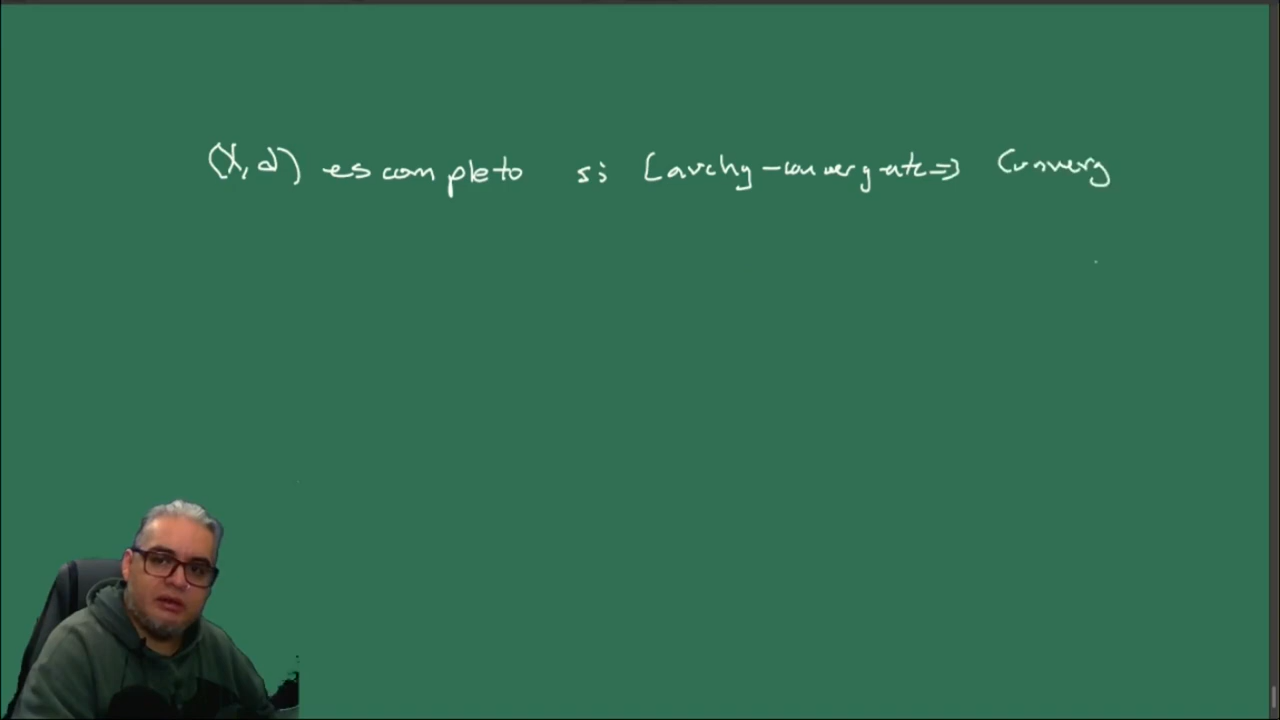 (X,d) es completo si Cauchy-convergente => Converg